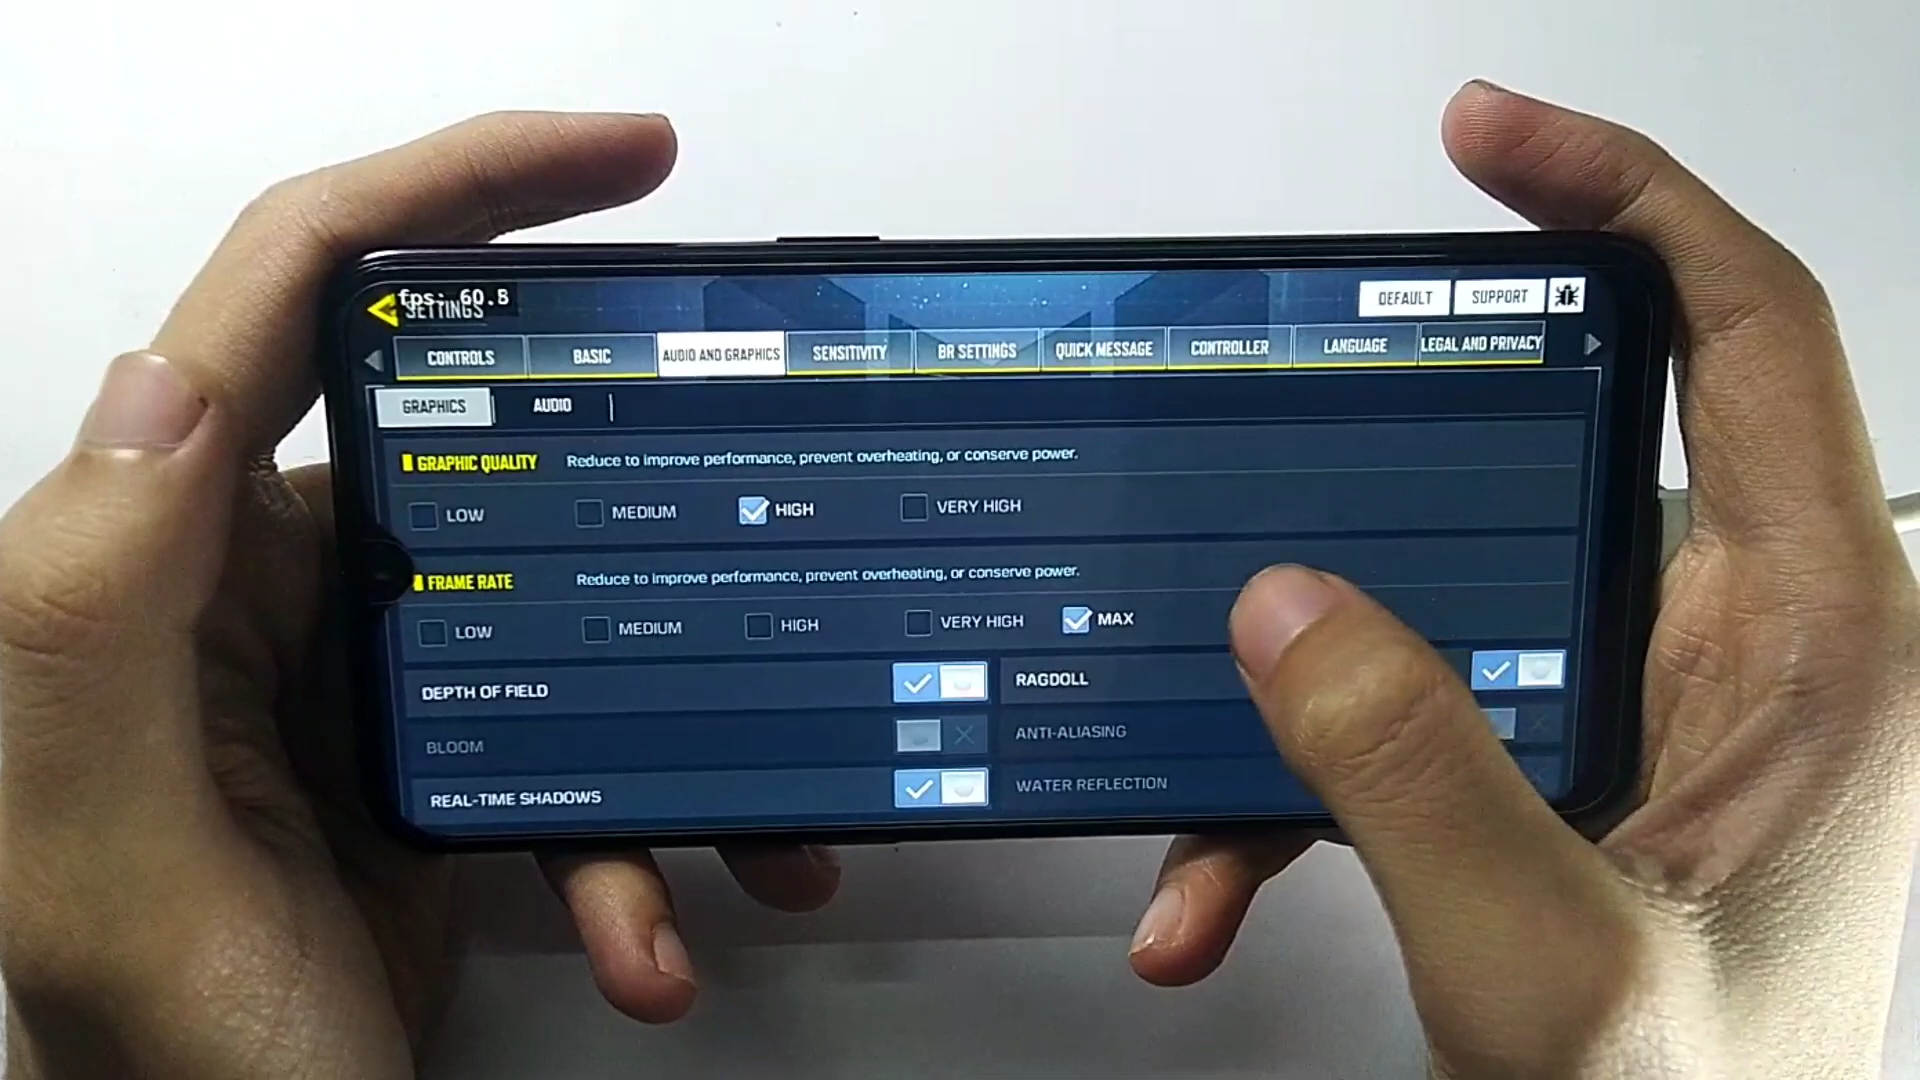 fps: 60.8
SETTINGS
DEFAULT
SUPPORT
CONTROLS
BASIC
AUDIO AND GRAPHICS
SENSITIVITY
BR SETTINGS
QUICK MESSAGE
CONTROLLER
LANGUAGE
LEGAL AND PRIVACY
GRAPHICS
AUDIO
GRAPHIC QUALITY
Reduce to improve performance, prevent overheating, or conserve power.
LOW
MEDIUM
HIGH
VERY HIGH
FRAME RATE
Reduce to improve performance, prevent overheating, or conserve power.
LOW
MEDIUM
HIGH
VERY HIGH
MAX
DEPTH OF FIELD
RAGDOLL
BLOOM
ANTI-ALIASING
REAL-TIME SHADOWS
WATER REFLECTION